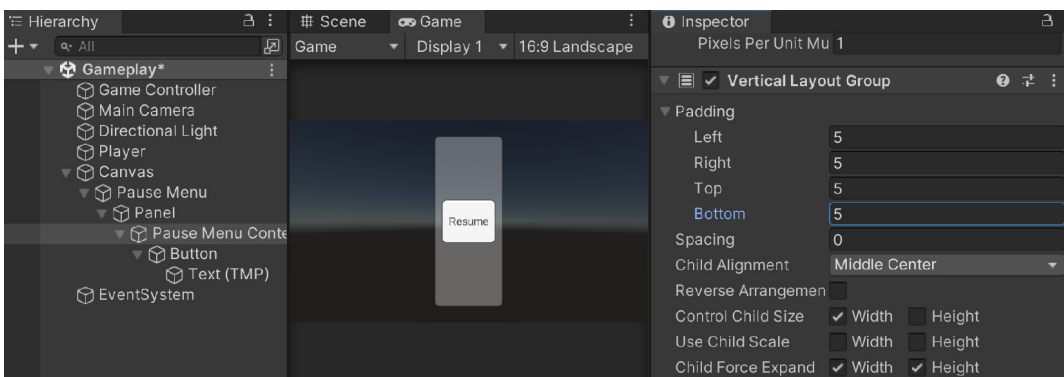 Hierarchy
All
Gameplay*
Game Controller
Main Camera
Directional Light
Player
Canvas
Pause Menu
Panel
Pause Menu Conte
Button
Text (TMP)
EventSystem
Scene
Game
Game
Display 1
16:9 Landscape
Resume
Inspector
Pixels Per Unit Mu 1
Vertical Layout Group
Padding
Left 5
Right 5
Top 5
Bottom 5
Spacing 0
Child Alignment Middle Center
Reverse Arrangemen
Control Child Size Width Height
Use Child Scale Width Height
Child Force Expand Width Height